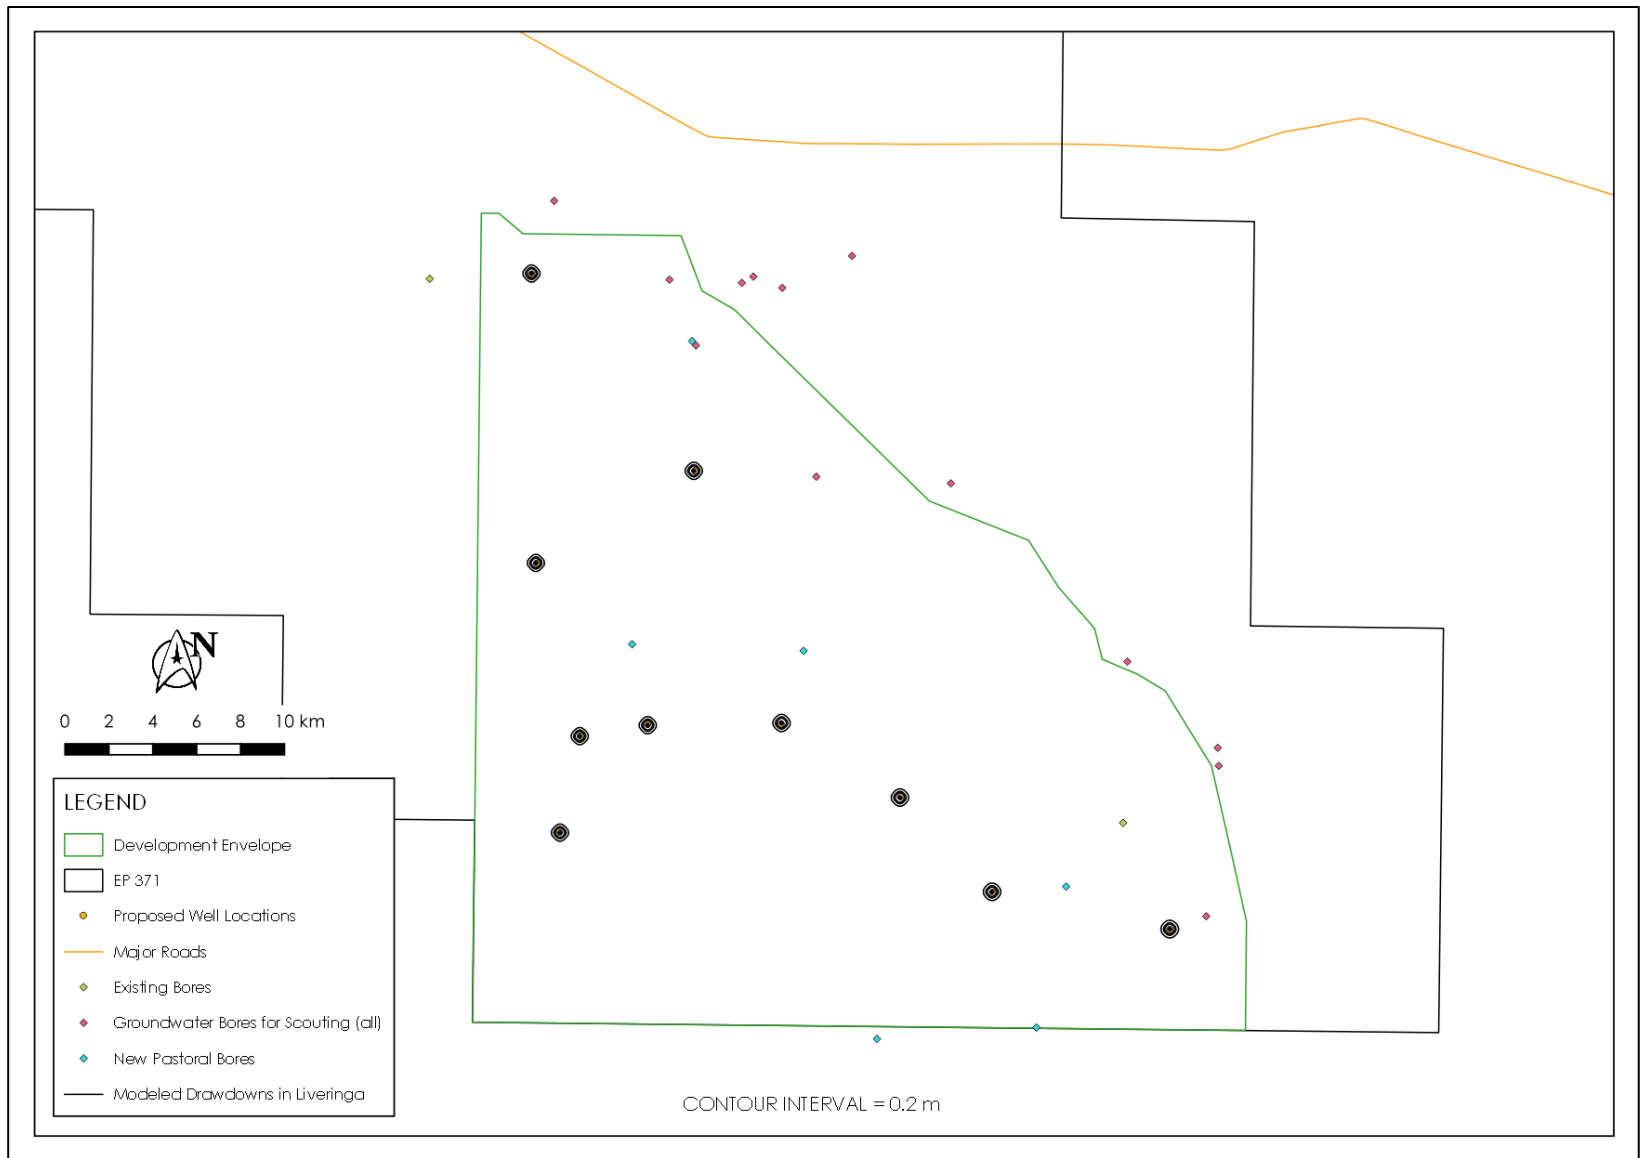 N
0 2 4 6 8 10 km
LEGEND
Development Envelope
EP 371
Proposed Well Locations
Major Roads
Existing Bores
Groundwater Bores for Scouting (all)
New Pastoral Bores
Modeled Drawdowns in Liveringa
CONTOUR INTERVAL = 0.2 m